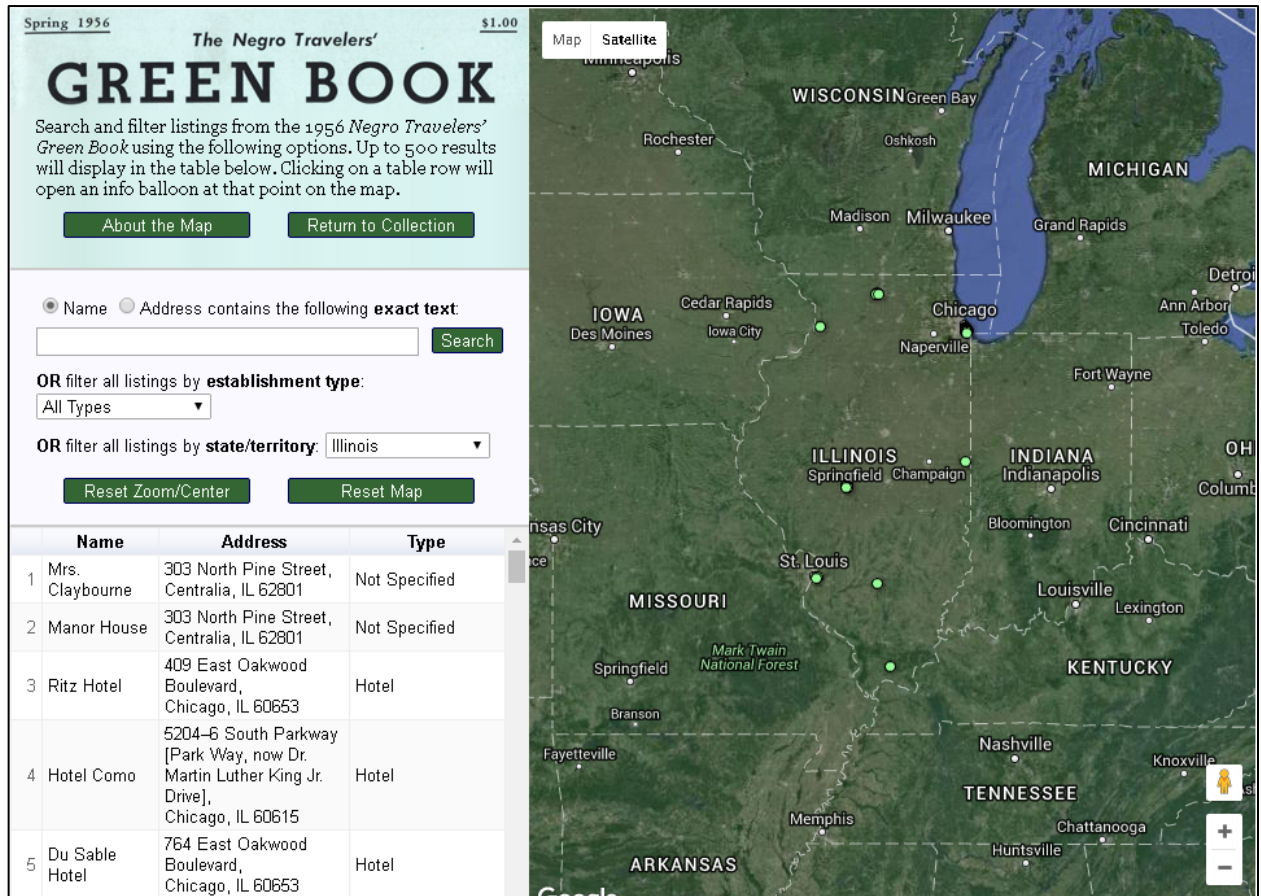 Spring 1956
$1.00
The Negro Travelers'
GREEN BOOK
Search and filter listings from the 1956 Negro Travelers'
Green Book using the following options. Up to 500 results
will display in the table below. Clicking on a table row will
open an info balloon at that point on the map.
About the Map
Return to Collection
Name Address contains the following exact text:
Search
OR filter all listings by establishment type:
All Types
OR filter all listings by state/territory: Illinois
Reset Zoom/Center
Reset Map
Name Address Type
1 Mrs. Claybourne
303 North Pine Street,
Centralia, IL 62801
Not Specified
2 Manor House
303 North Pine Street,
Centralia, IL 62801
Not Specified
3 Ritz Hotel
409 East Oakwood
Boulevard,
Chicago, IL 60653
Hotel
4 Hotel Como
5204–6 South Parkway
[Park Way, now Dr.
Martin Luther King Jr.
Drive],
Chicago, IL 60615
Hotel
5 Du Sable Hotel
764 East Oakwood
Boulevard,
Chicago, IL 60653
Hotel
Map Satellite
Minneapolis
WISCONSIN
Green Bay
Rochester
Oshkosh
MICHIGAN
Madison
Milwaukee
Grand Rapids
Detroi
IOWA
Cedar Rapids
Chicago
Ann Arbor
Des Moines
Iowa City
Toledo
Naperville
Fort Wayne
ILLINOIS
INDIANA
OH
Springfield
Champaign
Indianapolis
Columb
nsas City
Bloomington
Cincinnati
ce
St. Louis
MISSOURI
Louisville
Lexington
Mark Twain
National Forest
Springfield
KENTUCKY
Branson
Fayetteville
Nashville
Knoxville
TENNESSEE
Memphis
Chattanooga
Huntsville
ARKANSAS
+
−
Google